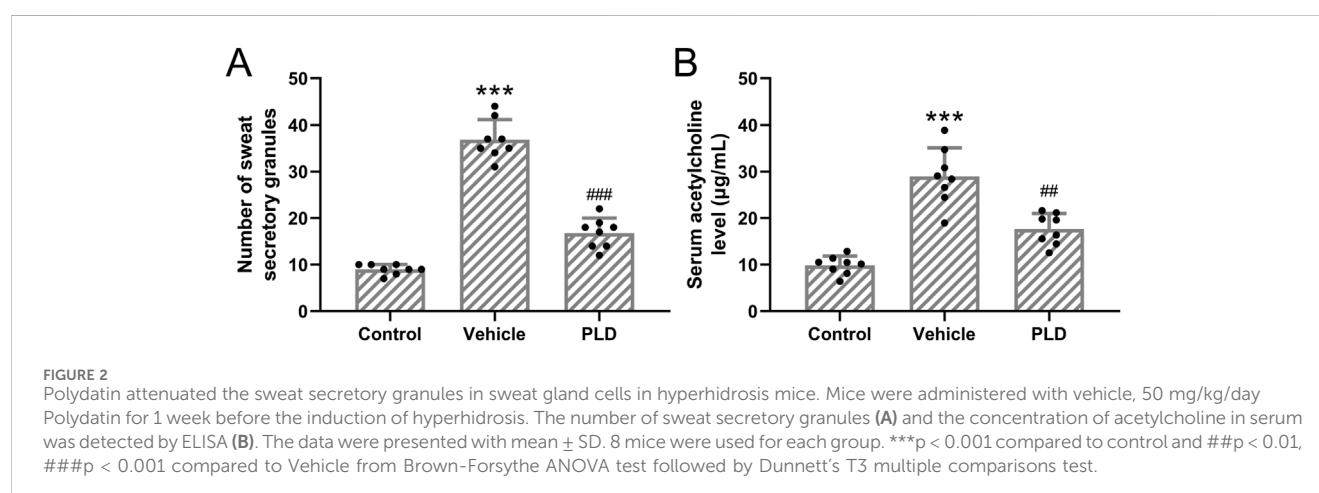 A
B
Number of sweat
secretory granules
50
40
30
20
10
0
***
###
Control Vehicle PLD
Serum acetylcholine
level (µg/mL)
50
40
30
20
10
0
***
##
Control Vehicle PLD
FIGURE 2
Polydatin attenuated the sweat secretory granules in sweat gland cells in hyperhidrosis mice. Mice were administered with vehicle, 50 mg/kg/day
Polydatin for 1 week before the induction of hyperhidrosis. The number of sweat secretory granules (A) and the concentration of acetylcholine in serum
was detected by ELISA (B). The data were presented with mean ± SD. 8 mice were used for each group. ***p < 0.001 compared to control and ##p < 0.01,
###p < 0.001 compared to Vehicle from Brown-Forsythe ANOVA test followed by Dunnett's T3 multiple comparisons test.